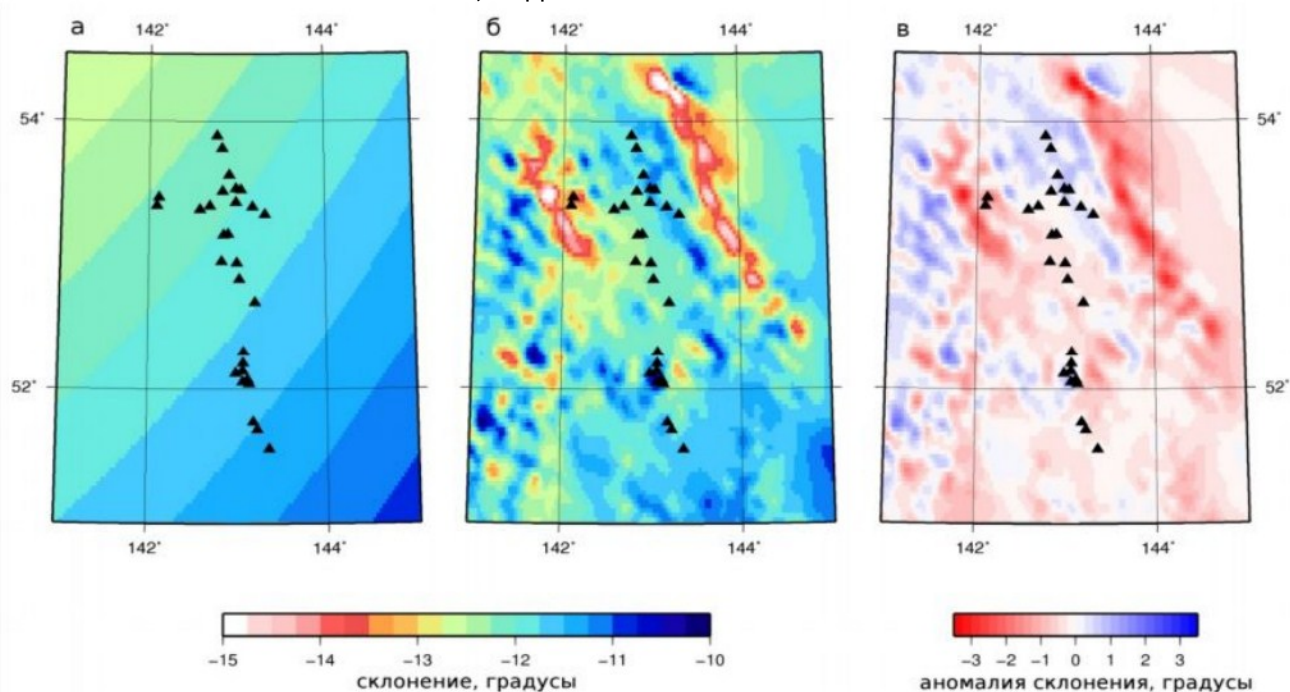 а б в
142° 144° 142° 144° 142° 144°
54° 54°
52° 52°
142° 144° 142° 144° 142° 144°
−15 −14 −13 −12 −11 −10
склонение, градусы
−3 −2 −1 0 1 2 3
аномалия склонения, градусы